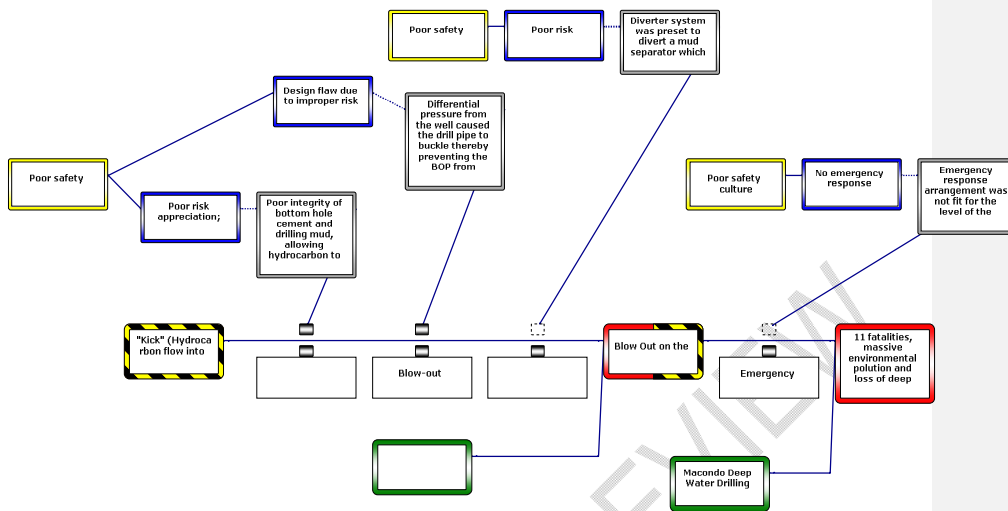 Poor safety
Poor risk
Diverter system
was preset to
divert a mud
separator which
Design flaw due
to improper risk
Differential
pressure from
the well caused
the drill pipe to
buckle thereby
preventing the
BOP from
Poor safety
Poor risk
appreciation;
Poor integrity of
bottom hole
cement and
drilling mud,
allowing
hydrocarbon to
Poor safety
culture
No emergency
response
Emergency
response
arrangement was
not fit for the
level of the
"Kick" (Hydroca
rbon flow into
Blow-out
Blow Out on the
Emergency
11 fatalities,
massive
environmental
polution and
loss of deep
Macondo Deep
Water Drilling